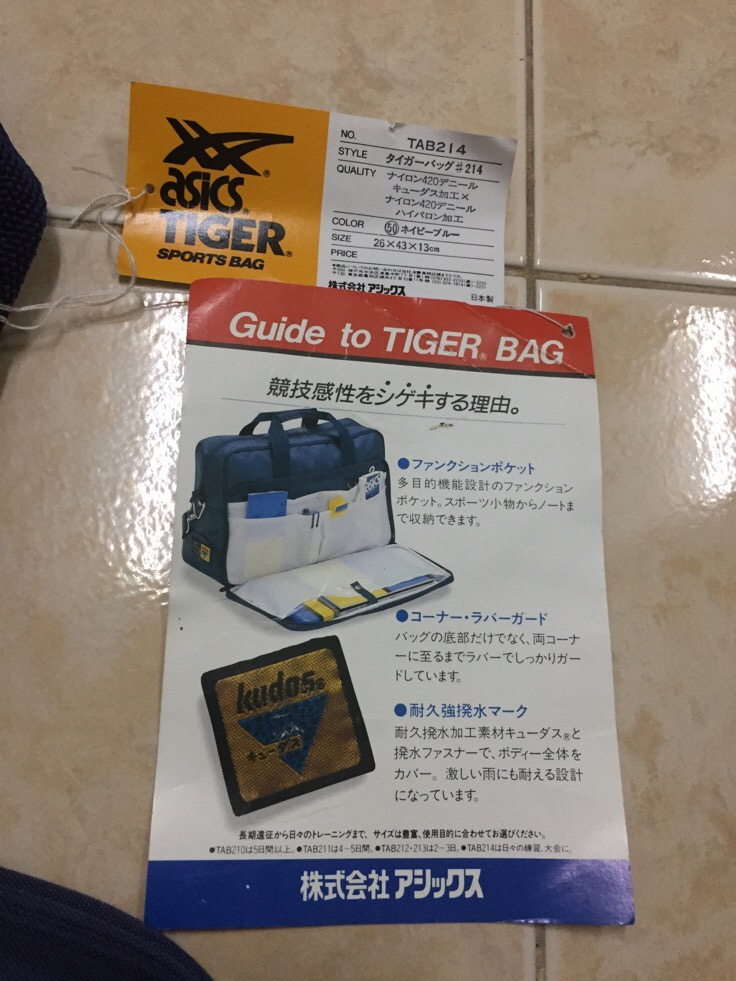 asics®
TIGER®
SPORTS BAG
NO. TAB214
STYLE タイガーバッグ#214
QUALITY ナイロン420デニール
キューダス加工×
ナイロン420デニール
ハイパロン加工
COLOR 50 ネイビーブルー
SIZE 26×43×13cm
PRICE
株式会社アシックス
日本製
Guide to TIGER® BAG
競技感性をシゲキする理由。
●ファンクションポケット
多目的機能設計のファンクション
ポケット。スポーツ小物からノートま
で収納できます。
●コーナー・ラバーガード
バッグの底部だけでなく、両コーナ
ーに至るまでラバーでしっかりガー
ドしています。
●耐久強撥水マーク
耐久撥水加工素材キューダス®と
撥水ファスナーで、ボディー全体を
カバー。激しい雨にも耐える設計
になっています。
kudos®
キューダス
長期遠征から日々のトレーニングまで、サイズは豊富、使用目的に合わせてお選びください。
●TAB210は5日間以上。●TAB211は4〜5日間。●TAB212・213は2〜3日。●TAB214は日々の練習、大会に。
株式会社アシックス